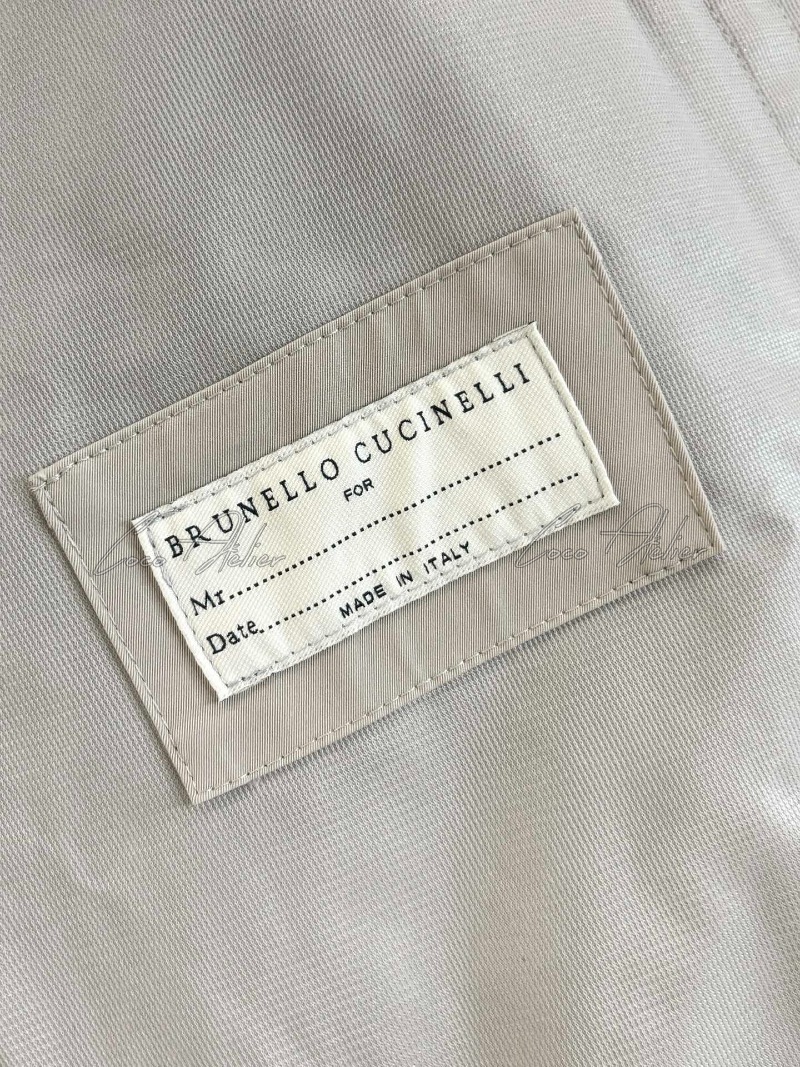 BRUNELLO CUCINELLI
FOR
Mr..............................
Date..............................
MADE IN ITALY
Coco Atelier
Coco Atelier